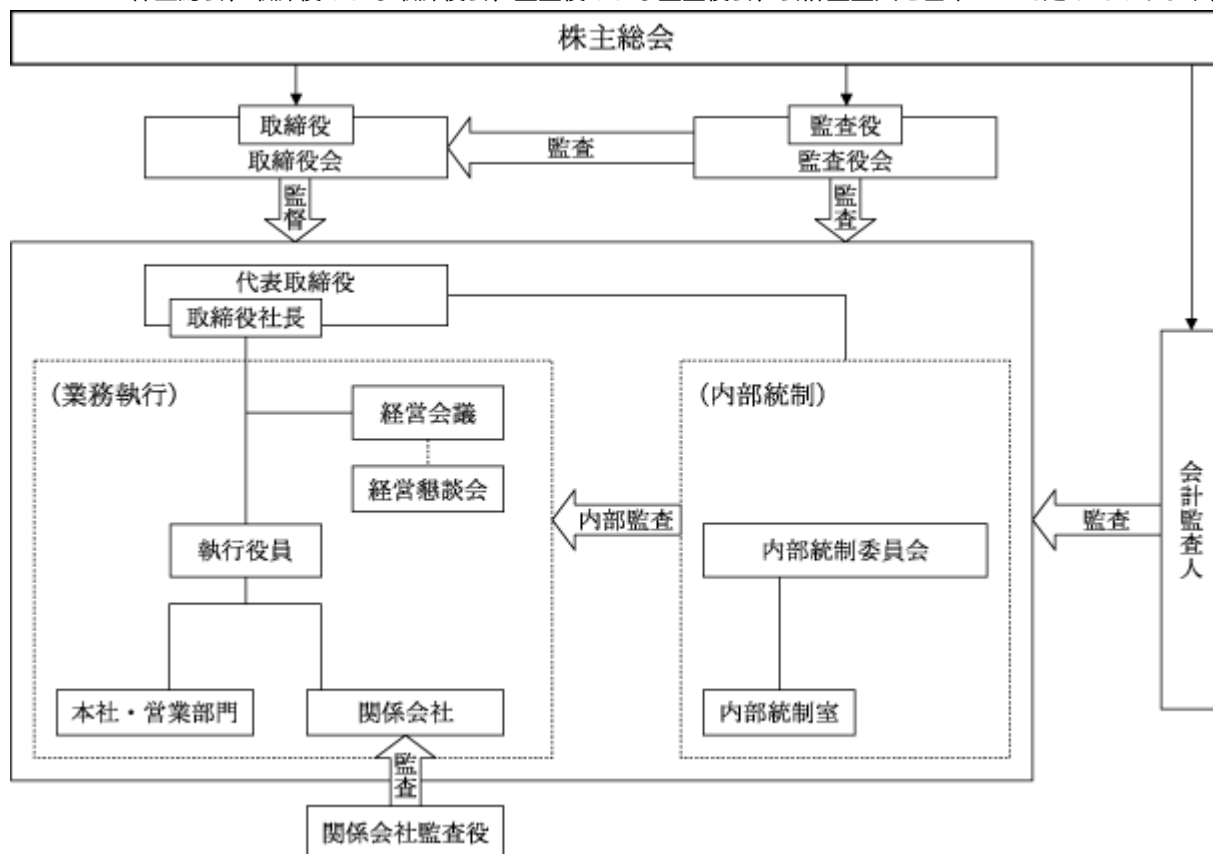 株主総会
取締役
取締役会
監査
監査役
監査役会
監督
監査
代表取締役
取締役社長
(業務執行)
経営会議
経営懇談会
執行役員
本社・営業部門
関係会社
内部監査
(内部統制)
内部統制委員会
内部統制室
監査
会計監査人
監査
関係会社監査役